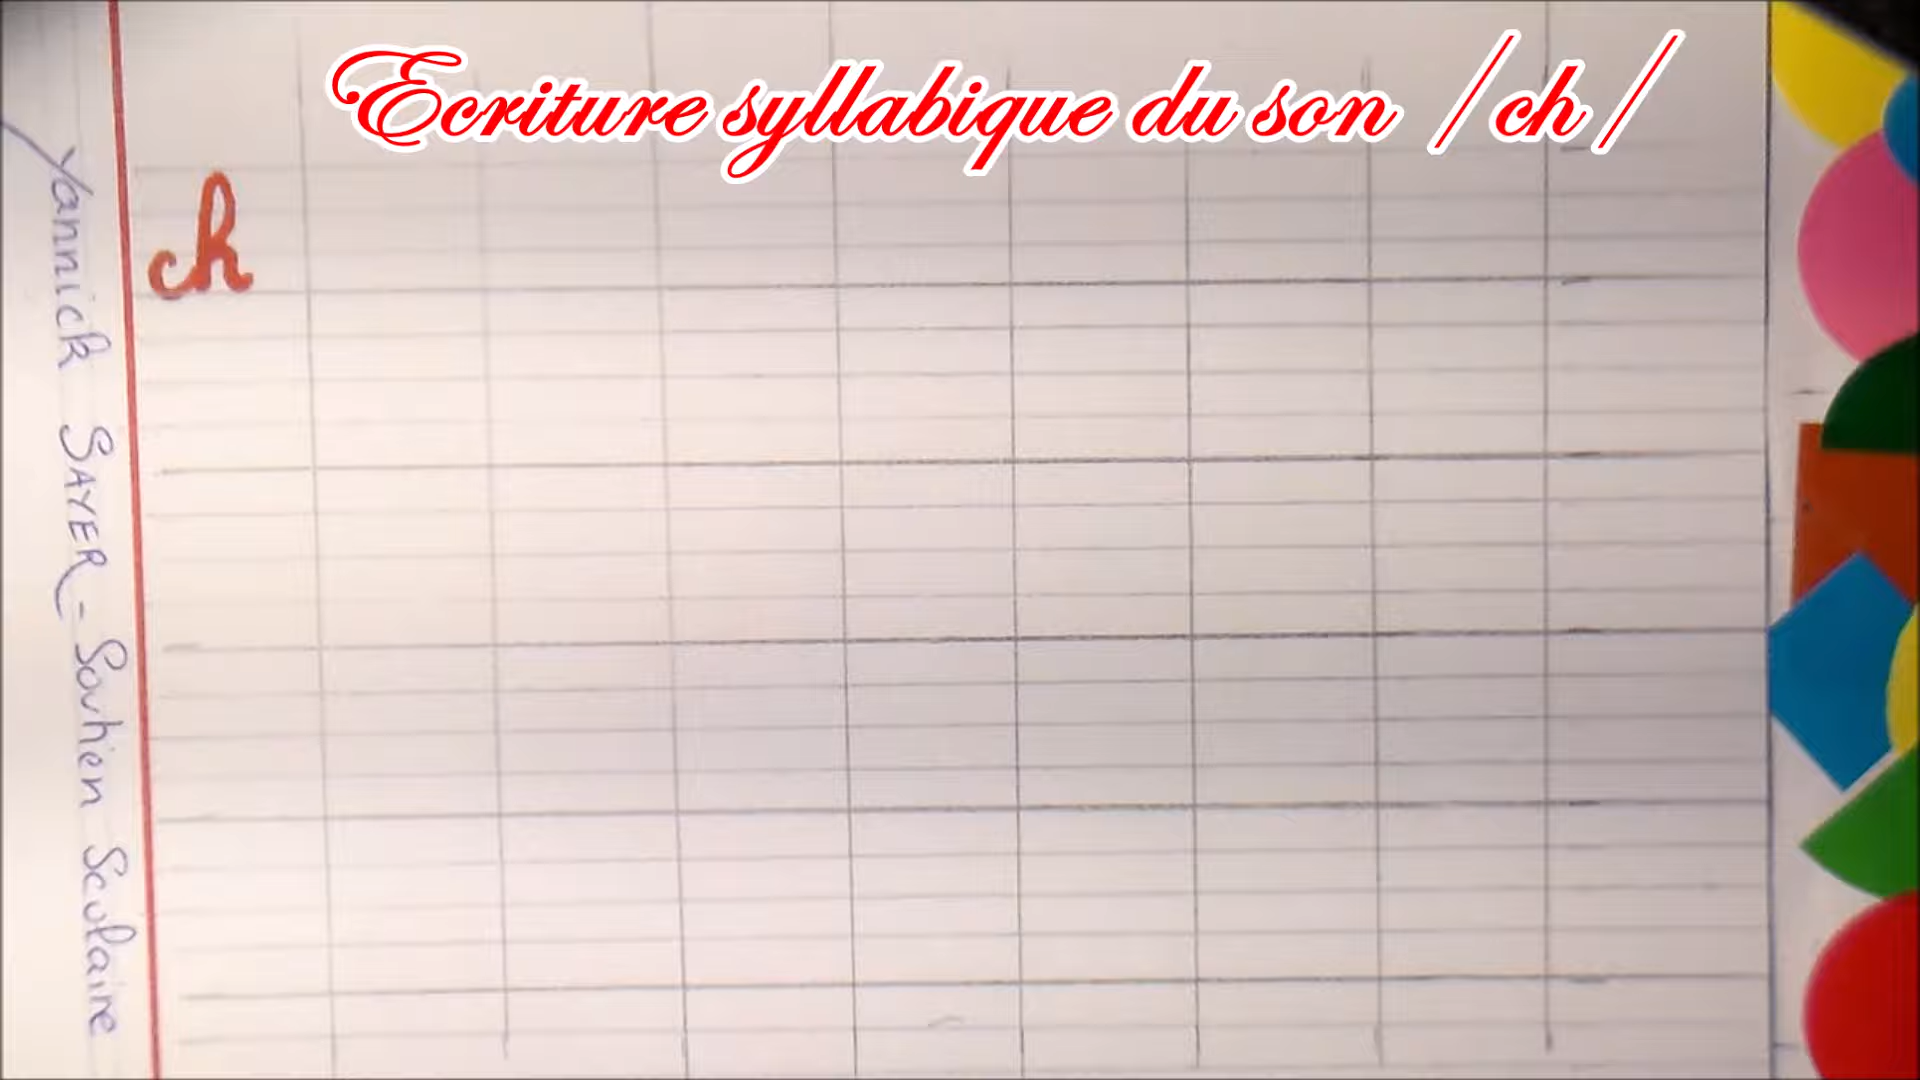 Ecriture syllabique du son /ch/
ch
Yannick SAYER - Soutien Scolaire